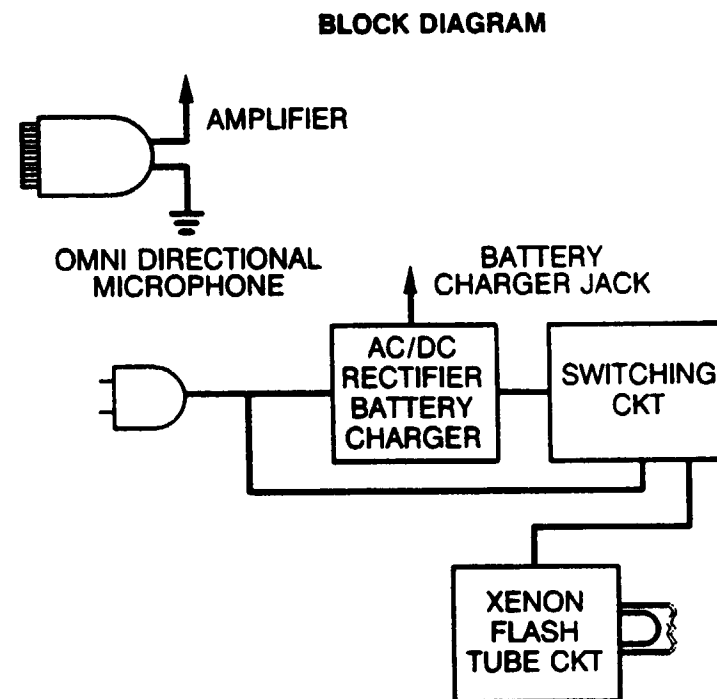 BLOCK DIAGRAM
AMPLIFIER
OMNI DIRECTIONAL
MICROPHONE
BATTERY
CHARGER JACK
AC/DC
RECTIFIER
BATTERY
CHARGER
SWITCHING
CKT
XENON
FLASH
TUBE CKT